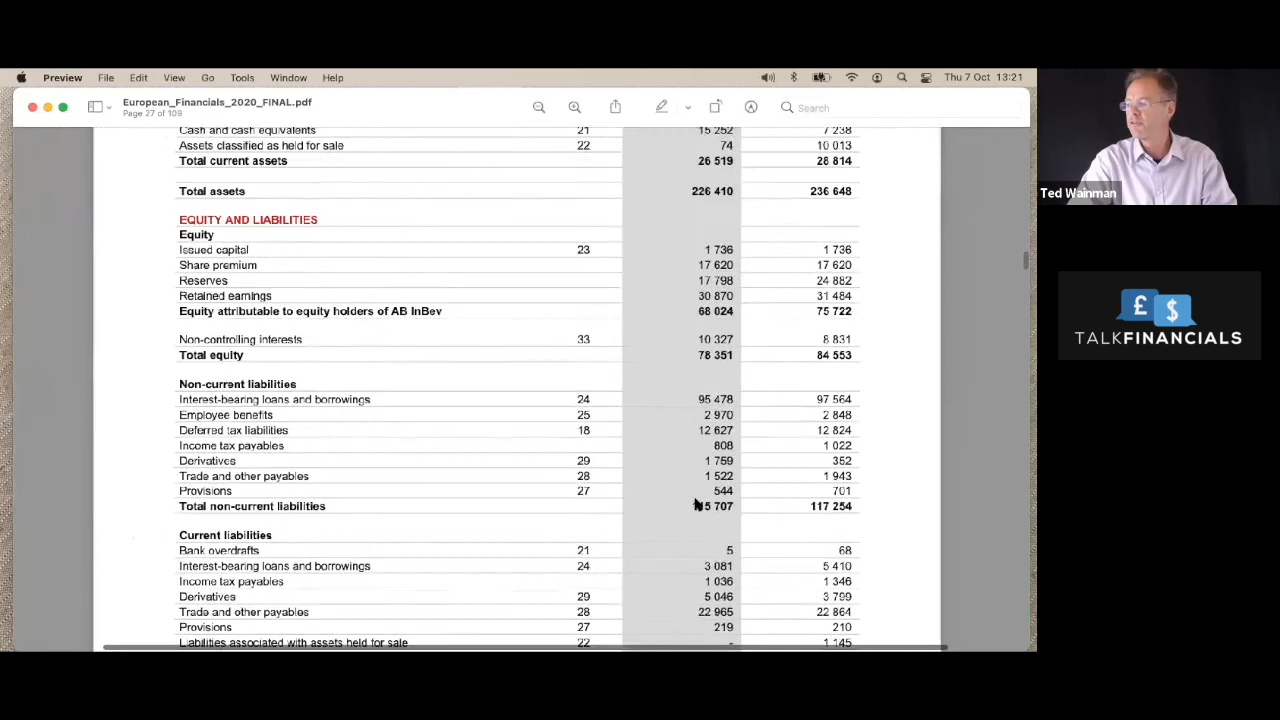 Preview File Edit View Go Tools Window Help Thu 7 Oct 13:21
European_Financials_2020_FINAL.pdf
Page 27 of 109
Search
Cash and cash equivalents 21 15 252 7 238
Assets classified as held for sale 22 74 10 013
Total current assets 26 519 28 814
Total assets 226 410 236 648
EQUITY AND LIABILITIES
Equity
Issued capital 23 1 736 1 736
Share premium 17 620 17 620
Reserves 17 798 24 882
Retained earnings 30 870 31 484
Equity attributable to equity holders of AB InBev 68 024 75 722
Non-controlling interests 33 10 327 8 831
Total equity 78 351 84 553
Non-current liabilities
Interest-bearing loans and borrowings 24 95 478 97 564
Employee benefits 25 2 970 2 848
Deferred tax liabilities 18 12 627 12 824
Income tax payables 808 1 022
Derivatives 29 1 759 352
Trade and other payables 28 1 522 1 943
Provisions 27 544 701
Total non-current liabilities 5 707 117 254
Current liabilities
Bank overdrafts 21 5 68
Interest-bearing loans and borrowings 24 3 081 5 410
Income tax payables 1 036 1 346
Derivatives 29 5 046 3 799
Trade and other payables 28 22 965 22 864
Provisions 27 219 210
Liabilities associated with assets held for sale 22 - 1 145
Ted Wainman
£ $
TALKFINANCIALS